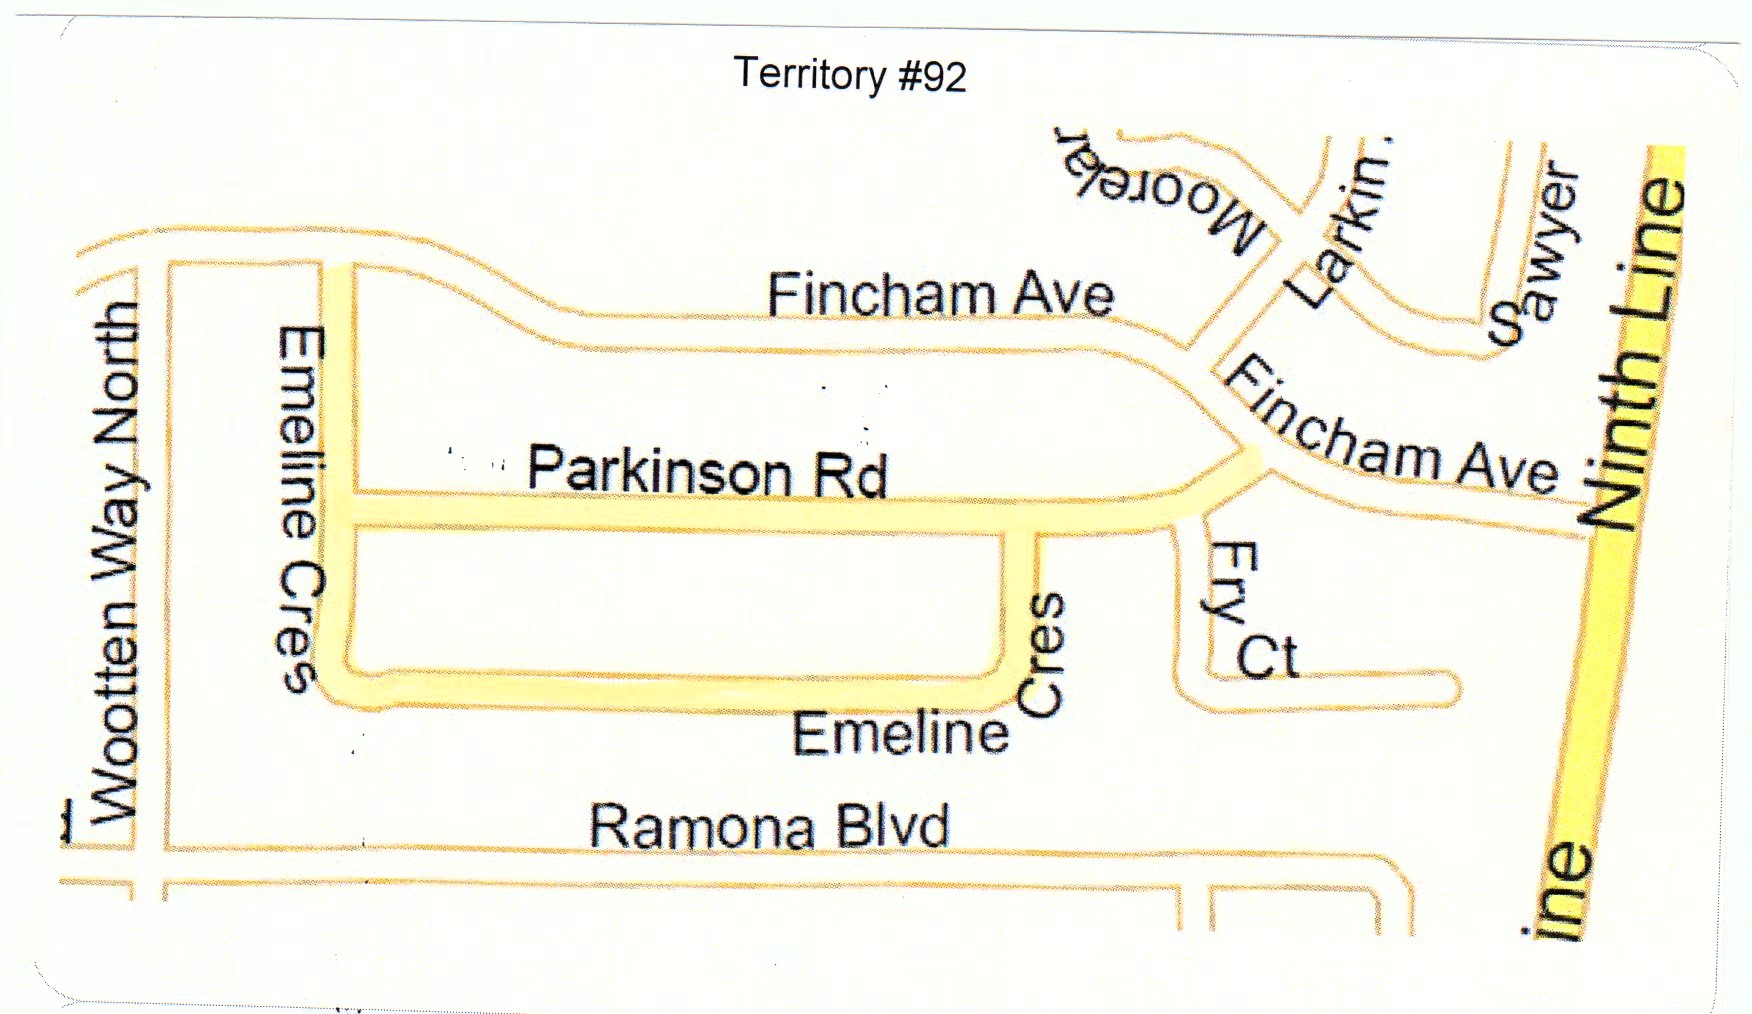 Territory #92
Moorelar
Larkin.
Sawyer
Ninth Line
Fincham Ave
Fincham Ave
Wootten Way North
Emeline Cres
Parkinson Rd
Fry Ct
Emeline Cres
Ramona Blvd
ine